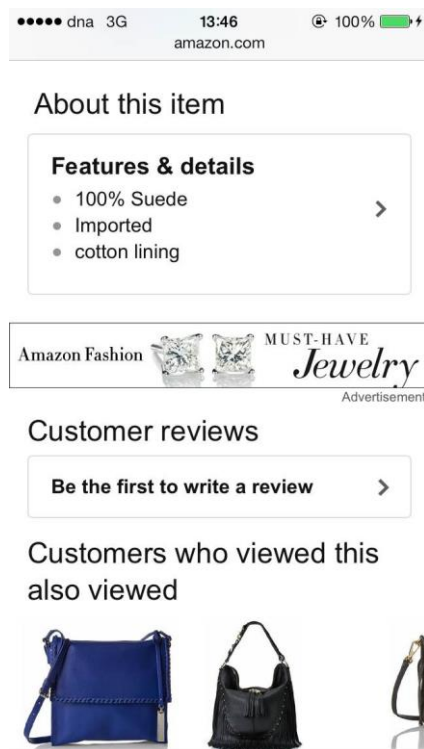 dna 3G 13:46 100%
amazon.com
About this item
Features & details
100% Suede
Imported
cotton lining
Amazon Fashion
MUST-HAVE
Jewelry
Advertisement
Customer reviews
Be the first to write a review
Customers who viewed this
also viewed